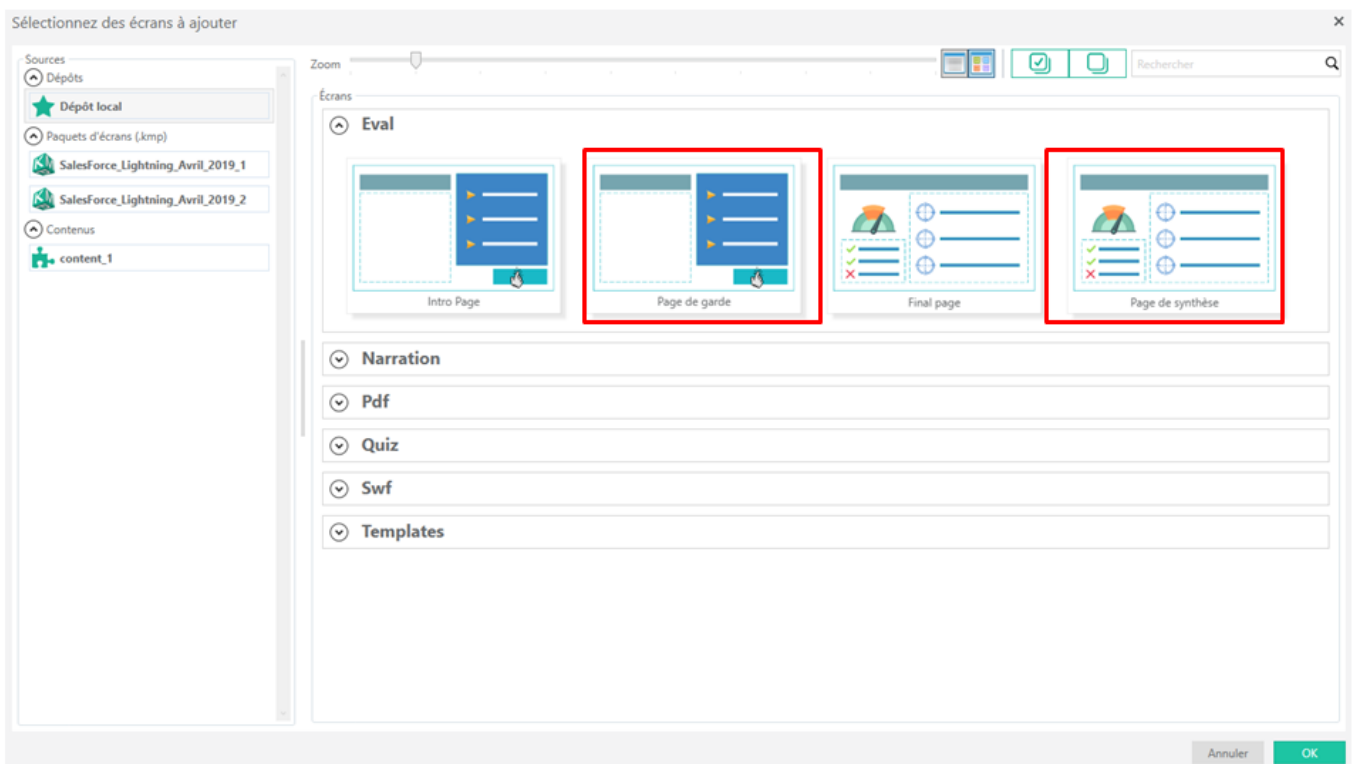 Sélectionnez des écrans à ajouter
Sources
Dépôts
Dépôt local
Paquets d'écrans (.kmp)
SalesForce_Lightning_Avril_2019_1
SalesForce_Lightning_Avril_2019_2
Contenus
content_1
Zoom
Rechercher
Écrans
Eval
Intro Page
Page de garde
Final page
Page de synthèse
Narration
Pdf
Quiz
Swf
Templates
Annuler
OK